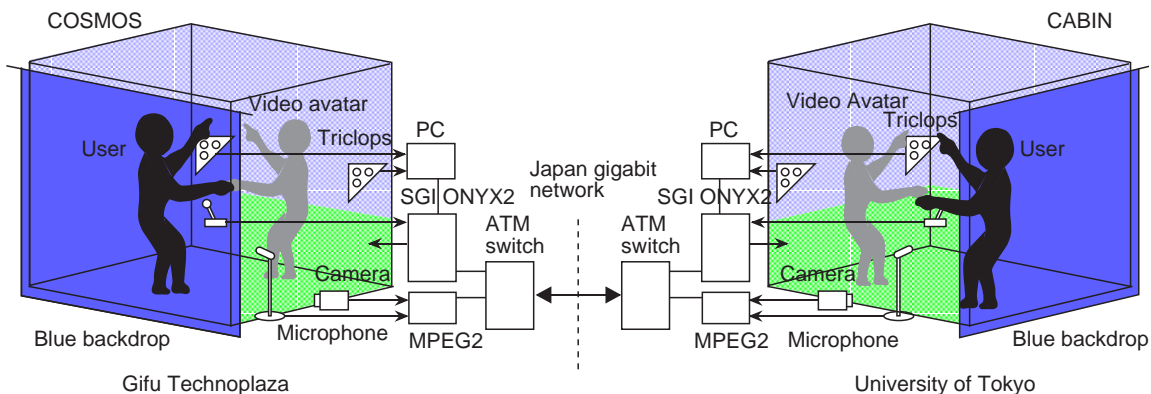 COSMOS
CABIN
Video avatar
Triclops
PC
User
Video Avatar
Triclops
PC
User
Japan gigabit
network
SGI ONYX2
ATM
switch
SGI ONYX2
ATM
switch
Camera
Camera
Microphone
MPEG2
MPEG2
Microphone
Blue backdrop
Blue backdrop
Gifu Technoplaza
University of Tokyo